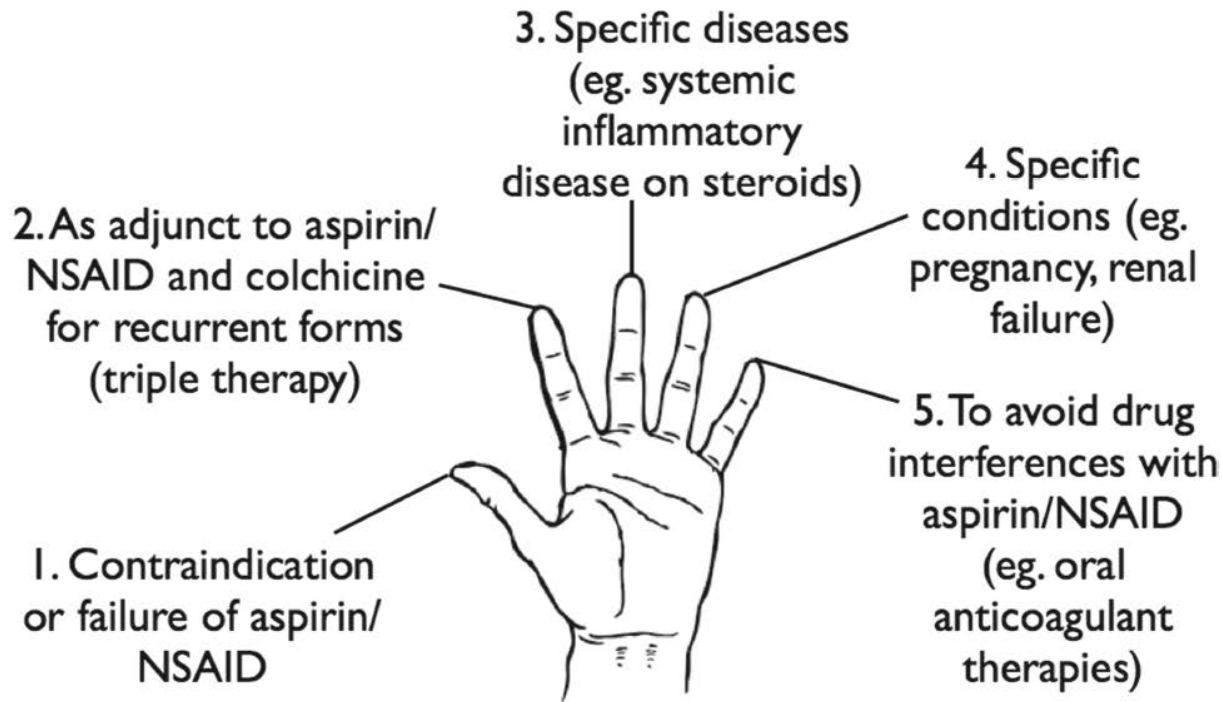 3. Specific diseases
(eg. systemic
inflammatory
disease on steroids)
4. Specific
conditions (eg.
pregnancy, renal
failure)
2. As adjunct to aspirin/
NSAID and colchicine
for recurrent forms
(triple therapy)
5. To avoid drug
interferences with
aspirin/NSAID
(eg. oral
anticoagulant
therapies)
1. Contraindication
or failure of aspirin/
NSAID